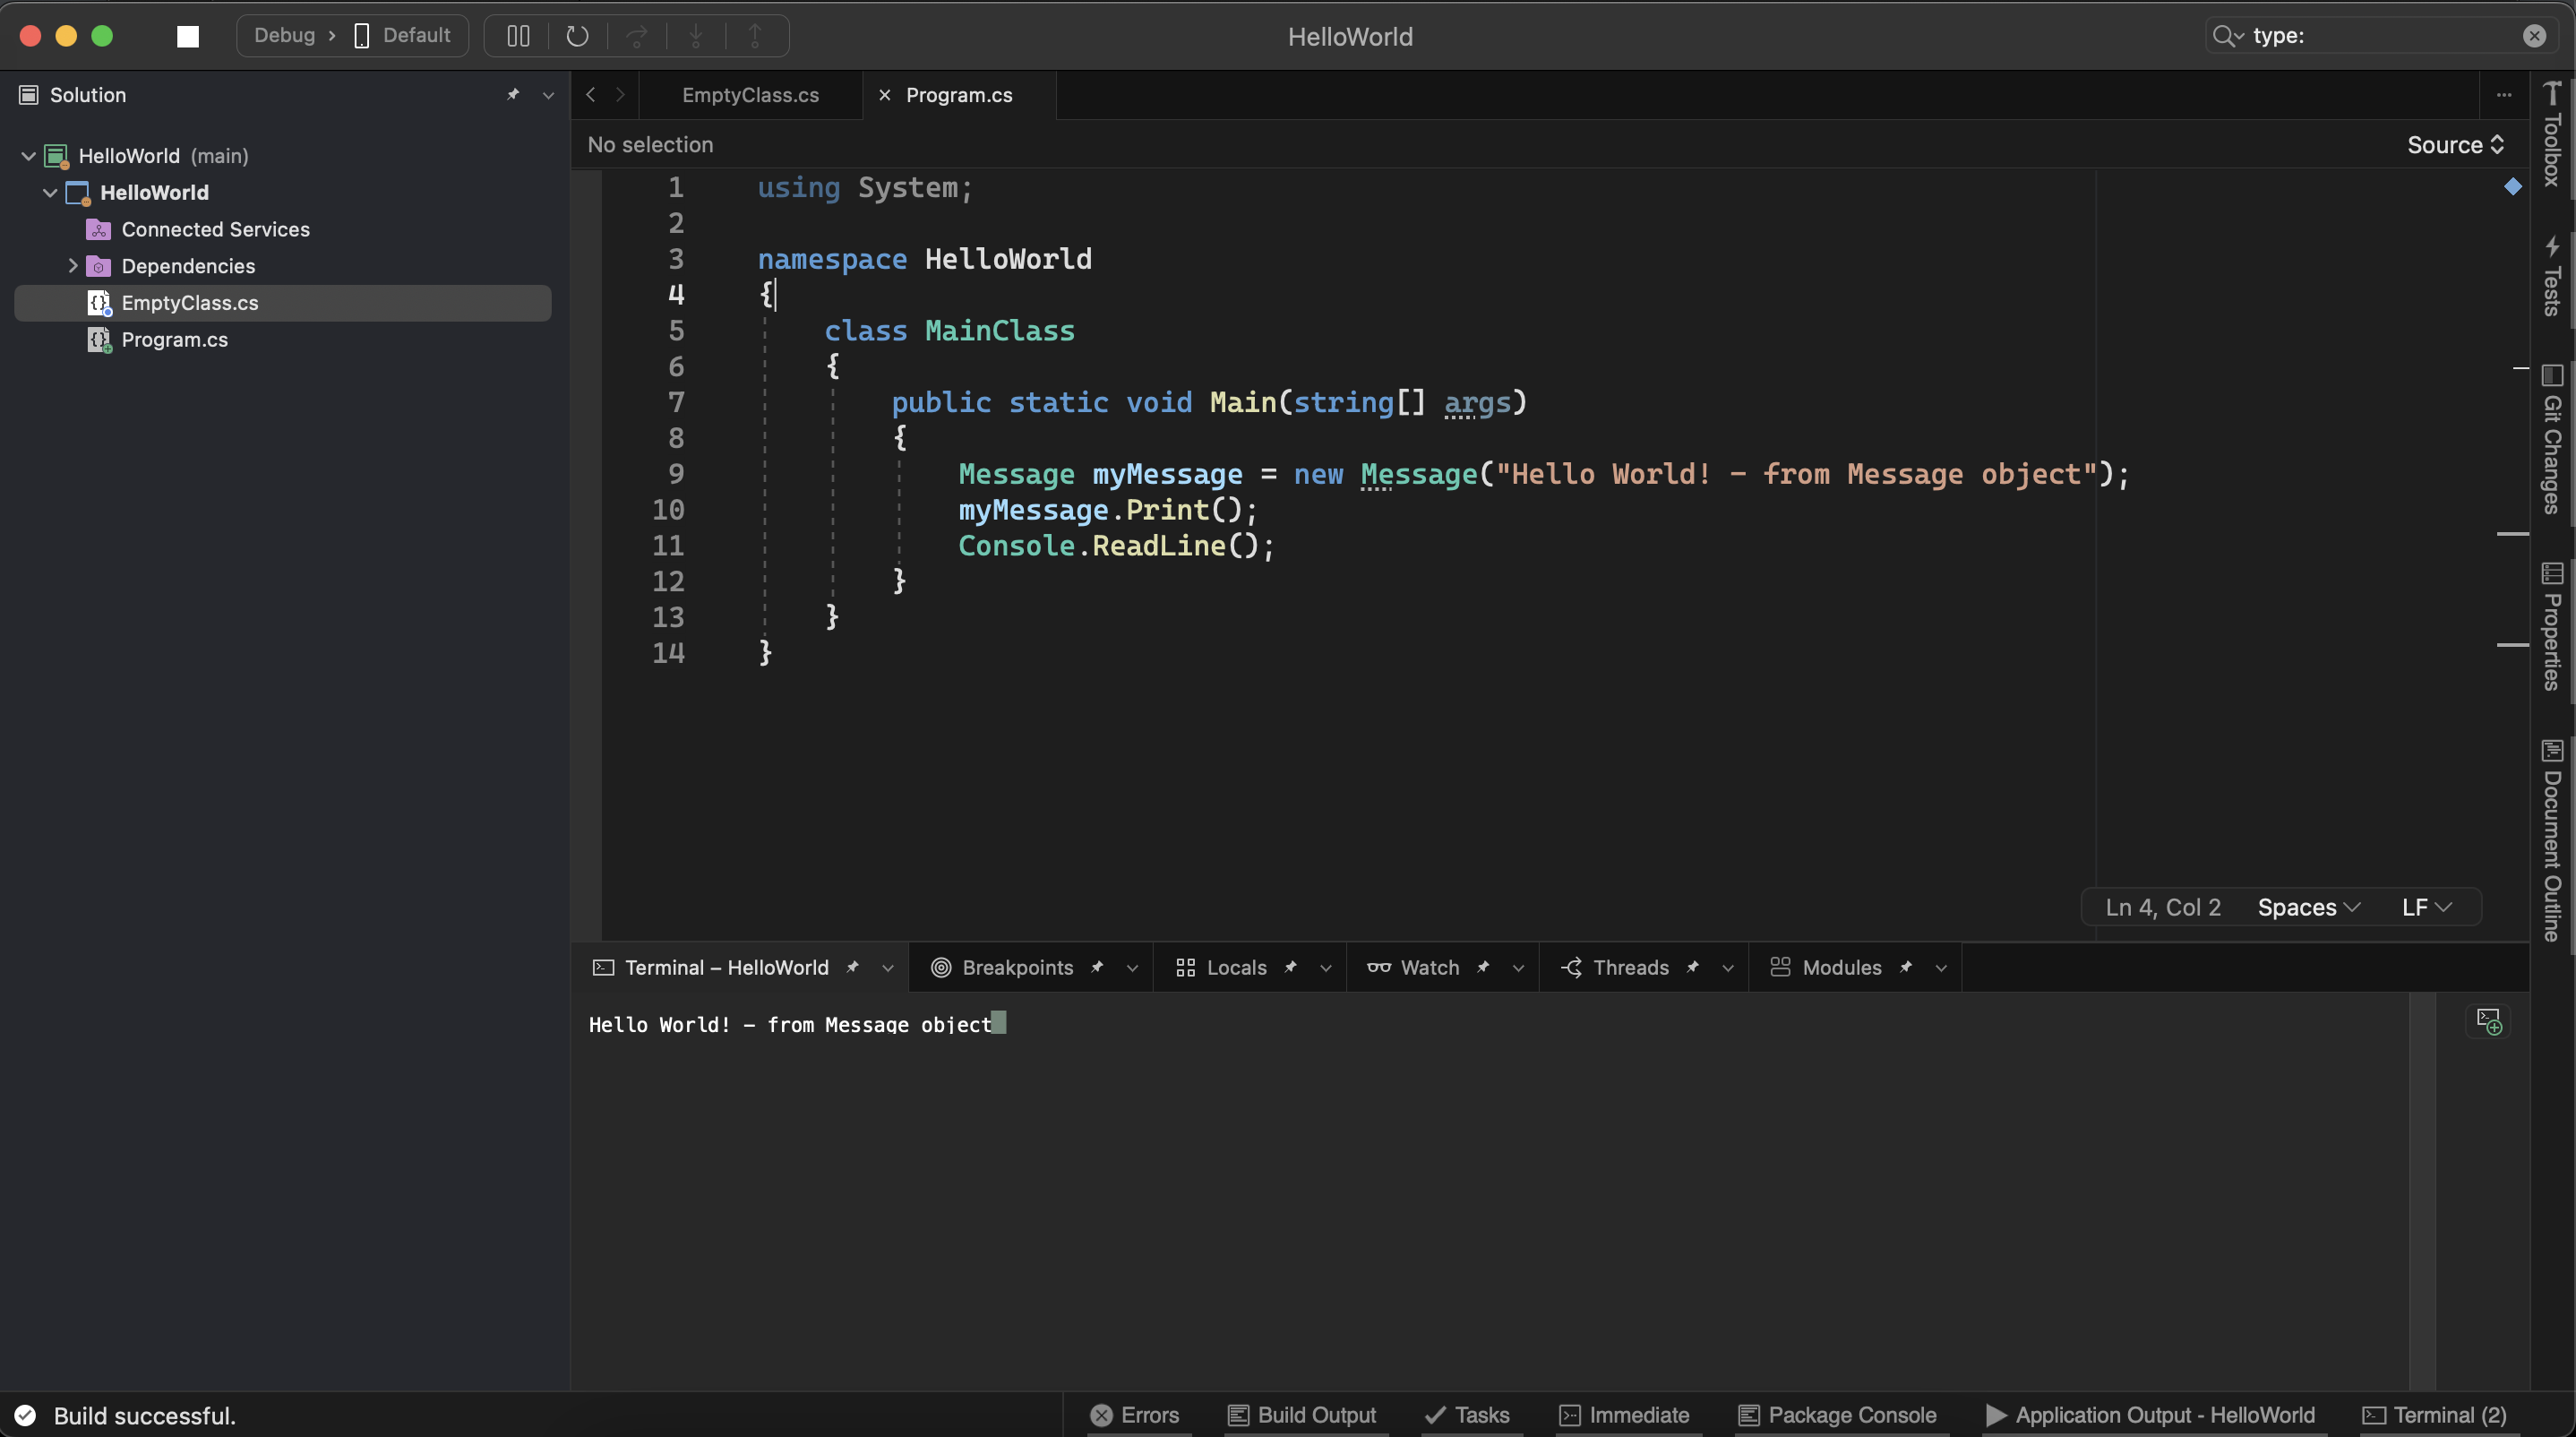 Debug › Default
HelloWorld
type:
Solution
EmptyClass.cs
Program.cs
No selection
Source
HelloWorld (main)
HelloWorld
Connected Services
Dependencies
EmptyClass.cs
Program.cs
1 using System;
2
3 namespace HelloWorld
4 {
5 class MainClass
6 {
7 public static void Main(string[] args)
8 {
9 Message myMessage = new Message("Hello World! - from Message object");
10 myMessage.Print();
11 Console.ReadLine();
12 }
13 }
14 }
Ln 4, Col 2 Spaces LF
Toolbox
Tests
Git Changes
Properties
Document Outline
Terminal – HelloWorld
Breakpoints
Locals
Watch
Threads
Modules
Hello World! - from Message object
Build successful.
Errors
Build Output
Tasks
Immediate
Package Console
Application Output - HelloWorld
Terminal (2)